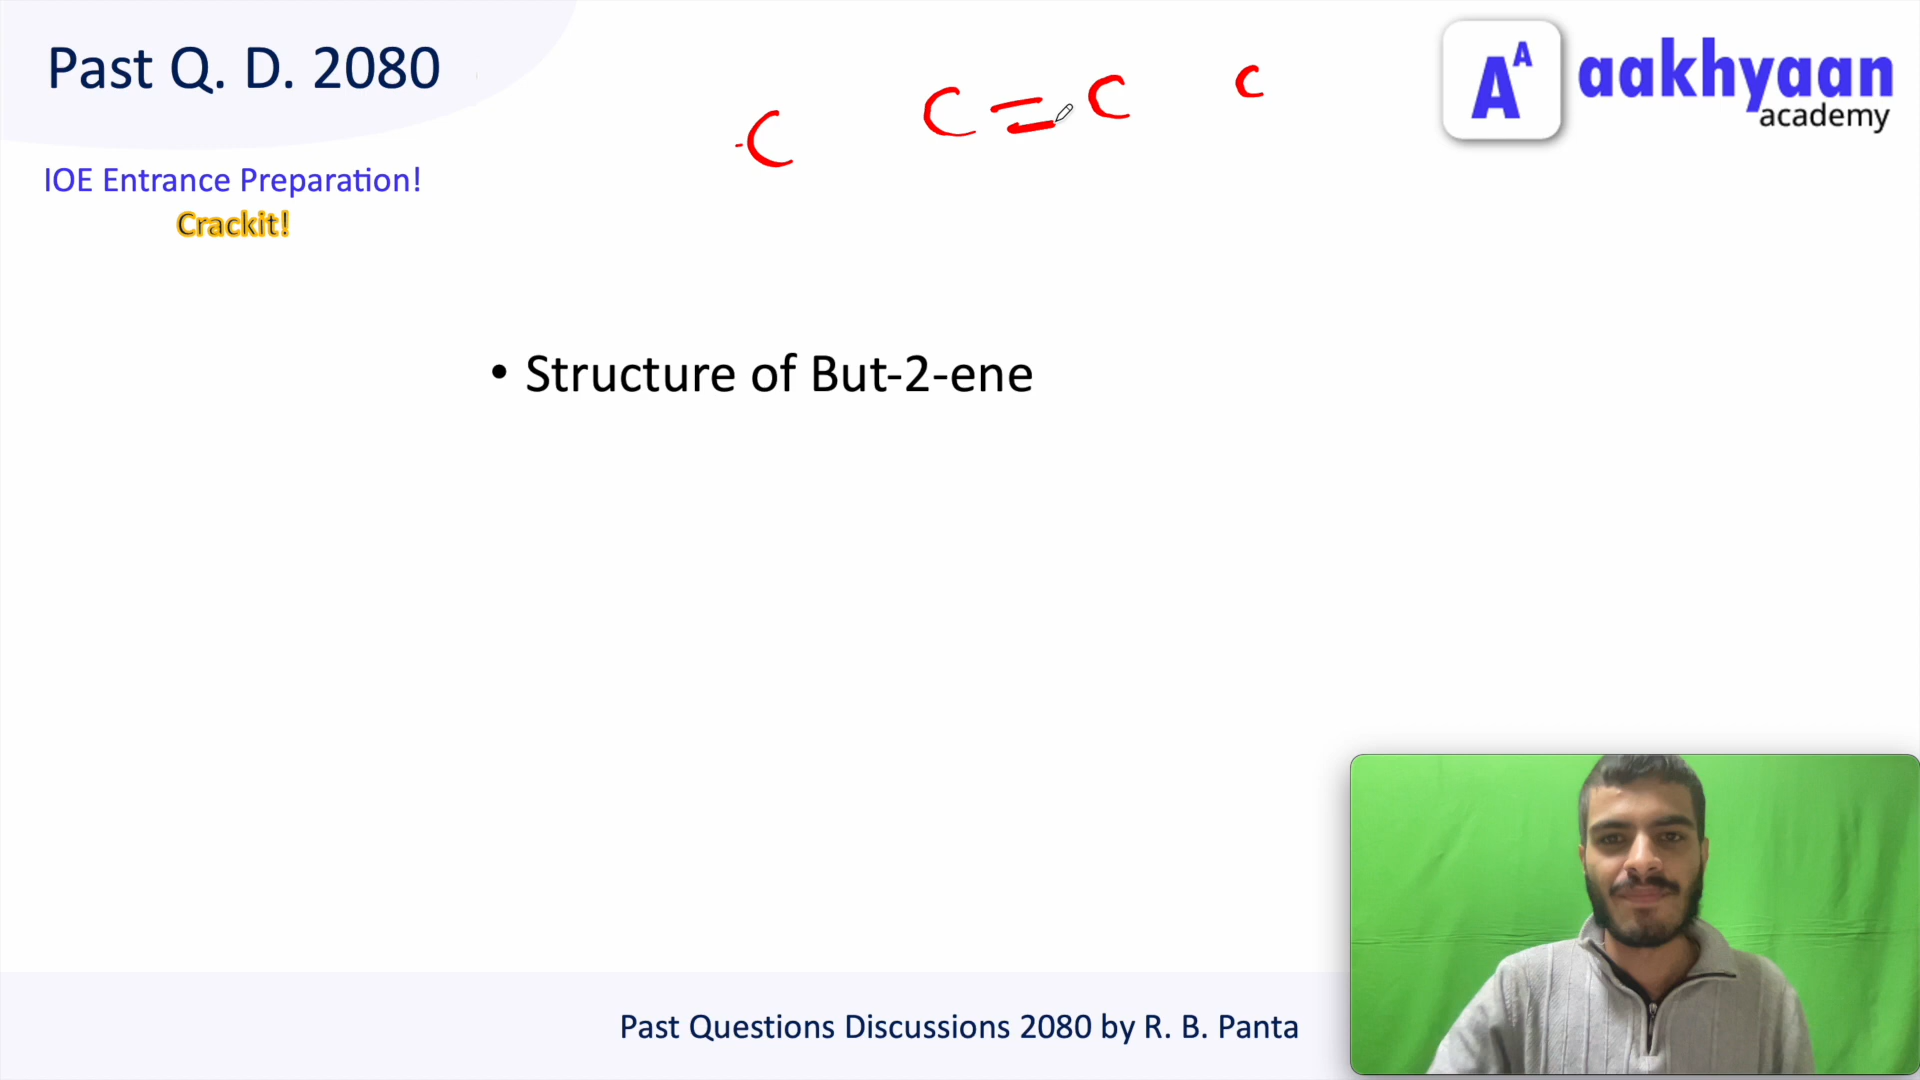 Past Q. D. 2080
C C = C C
AA aakhyaan
academy
IOE Entrance Preparation!
Crackit!
• Structure of But-2-ene
Past Questions Discussions 2080 by R. B. Panta